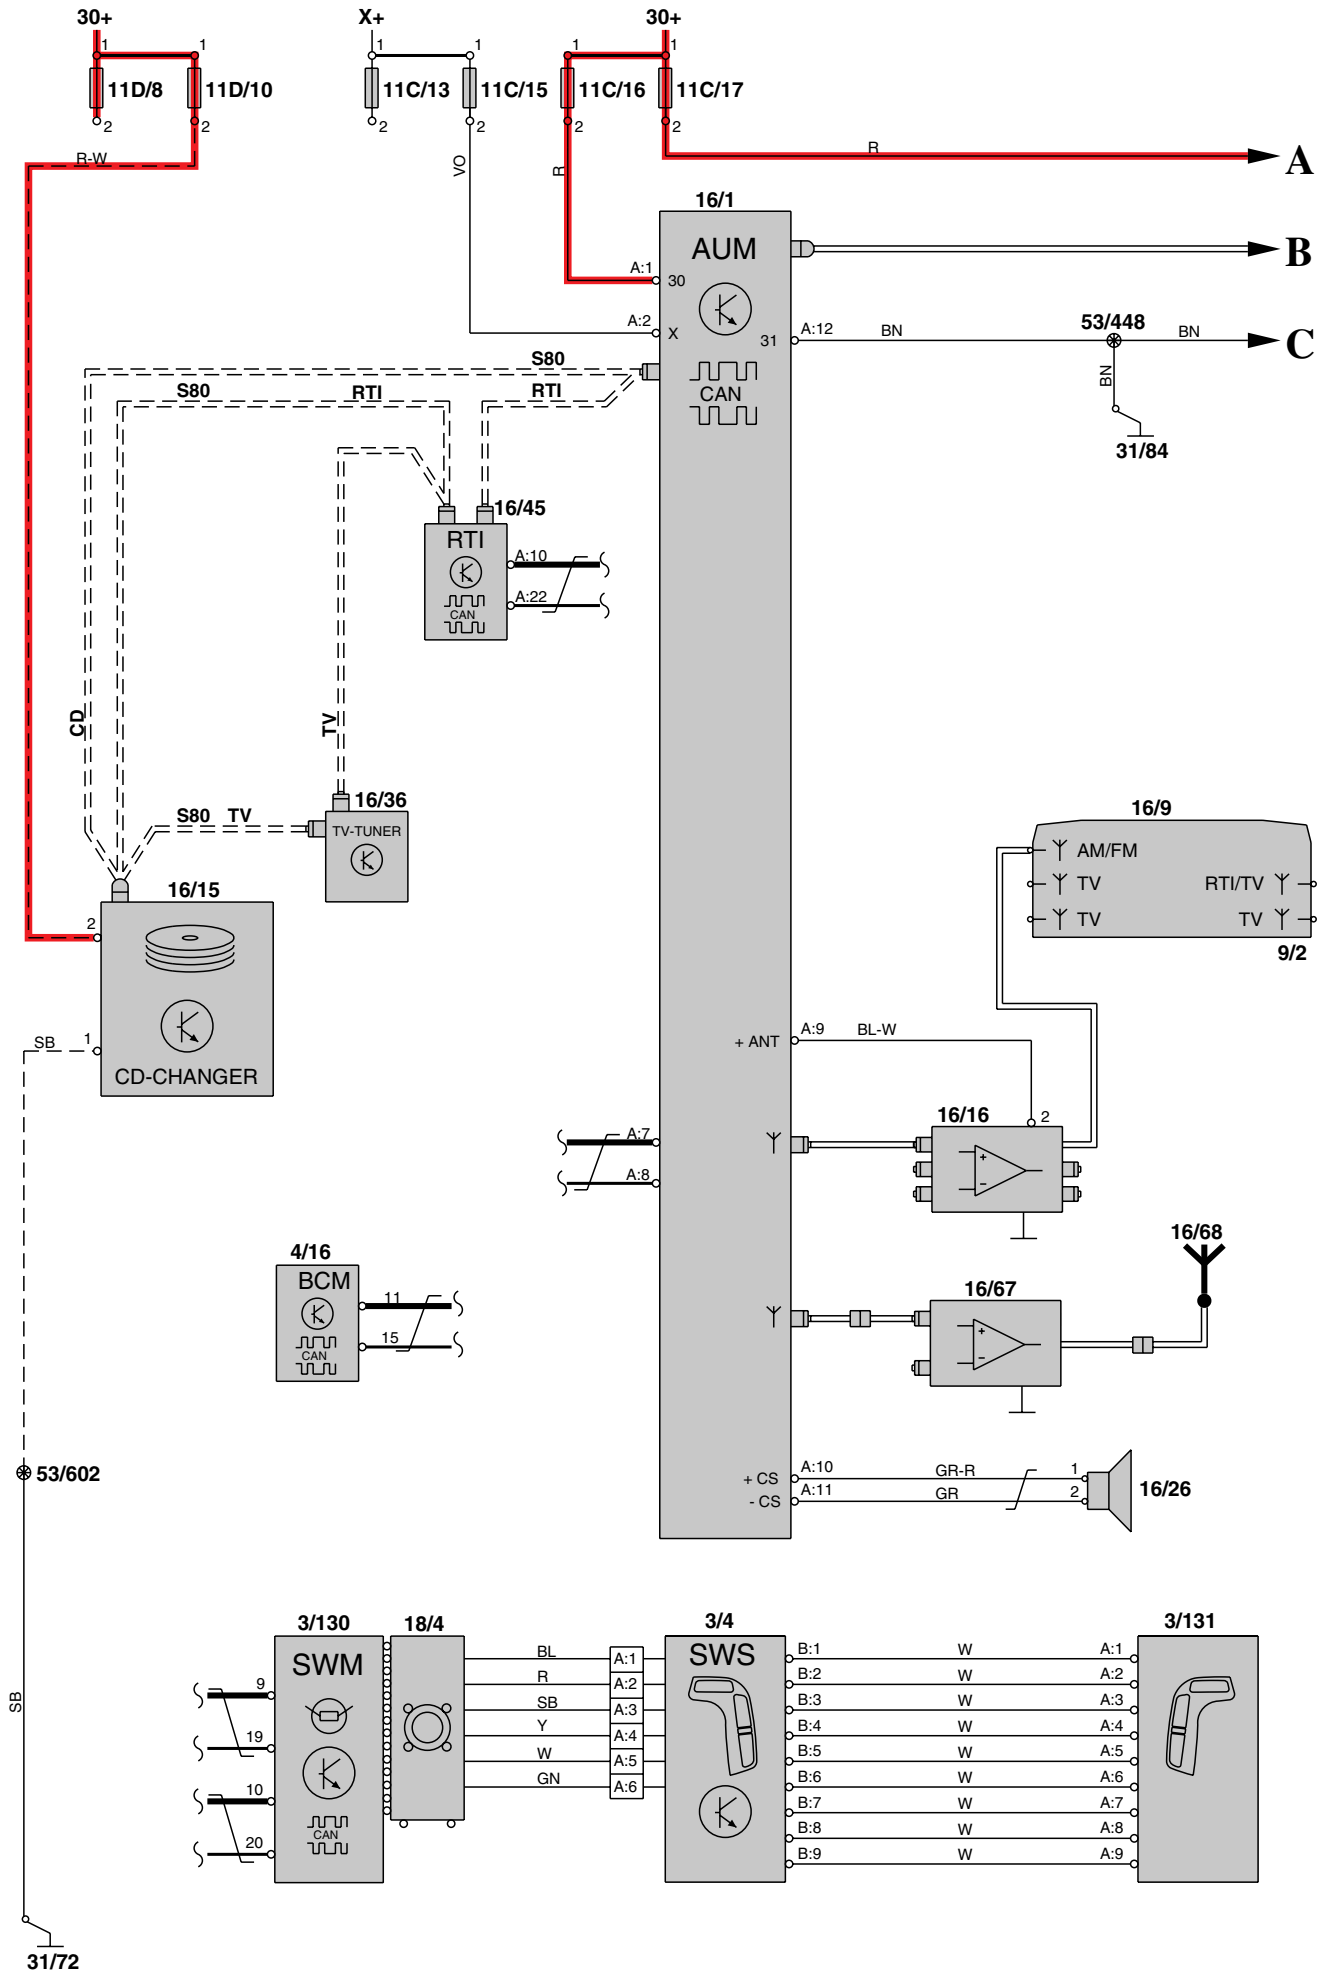 30+ X+ 30+
1 1 1 1 1 1
11D/8 11D/10 11C/13 11C/15 11C/16 11C/17
2 2 2 2 2 2
R-W VO R R A
16/1
AUM B
A:1 30
A:2 X 31 A:12 BN 53/448 BN C
BN
31/84
CAN
S80
S80 RTI RTI
16/45
RTI
A:10
CAN
A:22
CD
TV
16/36
TV-TUNER
S80 TV
16/15
2
SB 1
CD-CHANGER
16/9
AM/FM
TV RTI/TV
TV TV
9/2
+ ANT A:9 BL-W
16/16 2
+
-
A:7
A:8
4/16
BCM
11
15
CAN
16/68
16/67
+
-
53/602
+ CS A:10 GR-R 1
- CS A:11 GR 2
16/26
3/130 18/4 3/4 3/131
SWM SWS
9
19
10
20
CAN
BL A:1
R A:2
SB A:3
Y A:4
W A:5
GN A:6
B:1 W A:1
B:2 W A:2
B:3 W A:3
B:4 W A:4
B:5 W A:5
B:6 W A:6
B:7 W A:7
B:8 W A:8
B:9 W A:9
SB
31/72